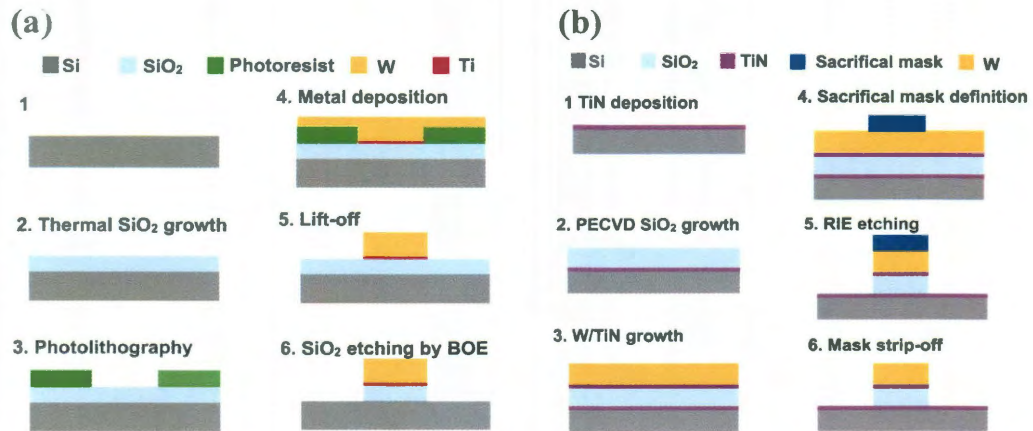 (a)
Si SiO₂ Photoresist W Ti
1
4. Metal deposition
2. Thermal SiO₂ growth
5. Lift-off
3. Photolithography
6. SiO₂ etching by BOE
(b)
Si SiO₂ TiN Sacrifical mask W
1 TiN deposition
4. Sacrifical mask definition
2. PECVD SiO₂ growth
5. RIE etching
3. W/TiN growth
6. Mask strip-off